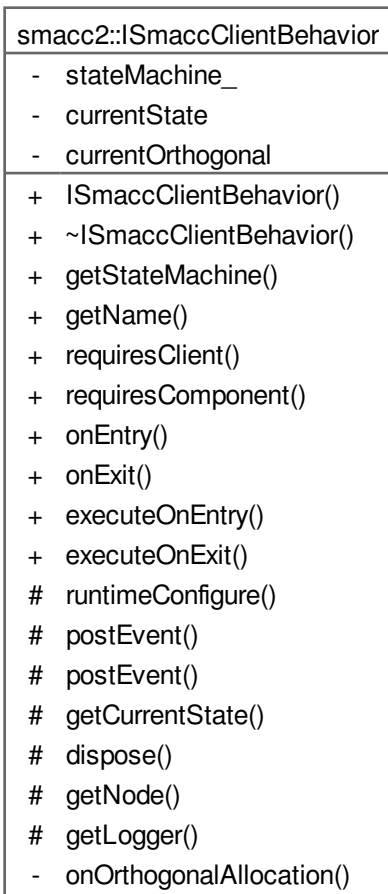 smacc2::ISmaccClientBehavior
- stateMachine_
- currentState
- currentOrthogonal
+ ISmaccClientBehavior()
+ ~ISmaccClientBehavior()
+ getStateMachine()
+ getName()
+ requiresClient()
+ requiresComponent()
+ onEntry()
+ onExit()
+ executeOnEntry()
+ executeOnExit()
# runtimeConfigure()
# postEvent()
# postEvent()
# getCurrentState()
# dispose()
# getNode()
# getLogger()
- onOrthogonalAllocation()